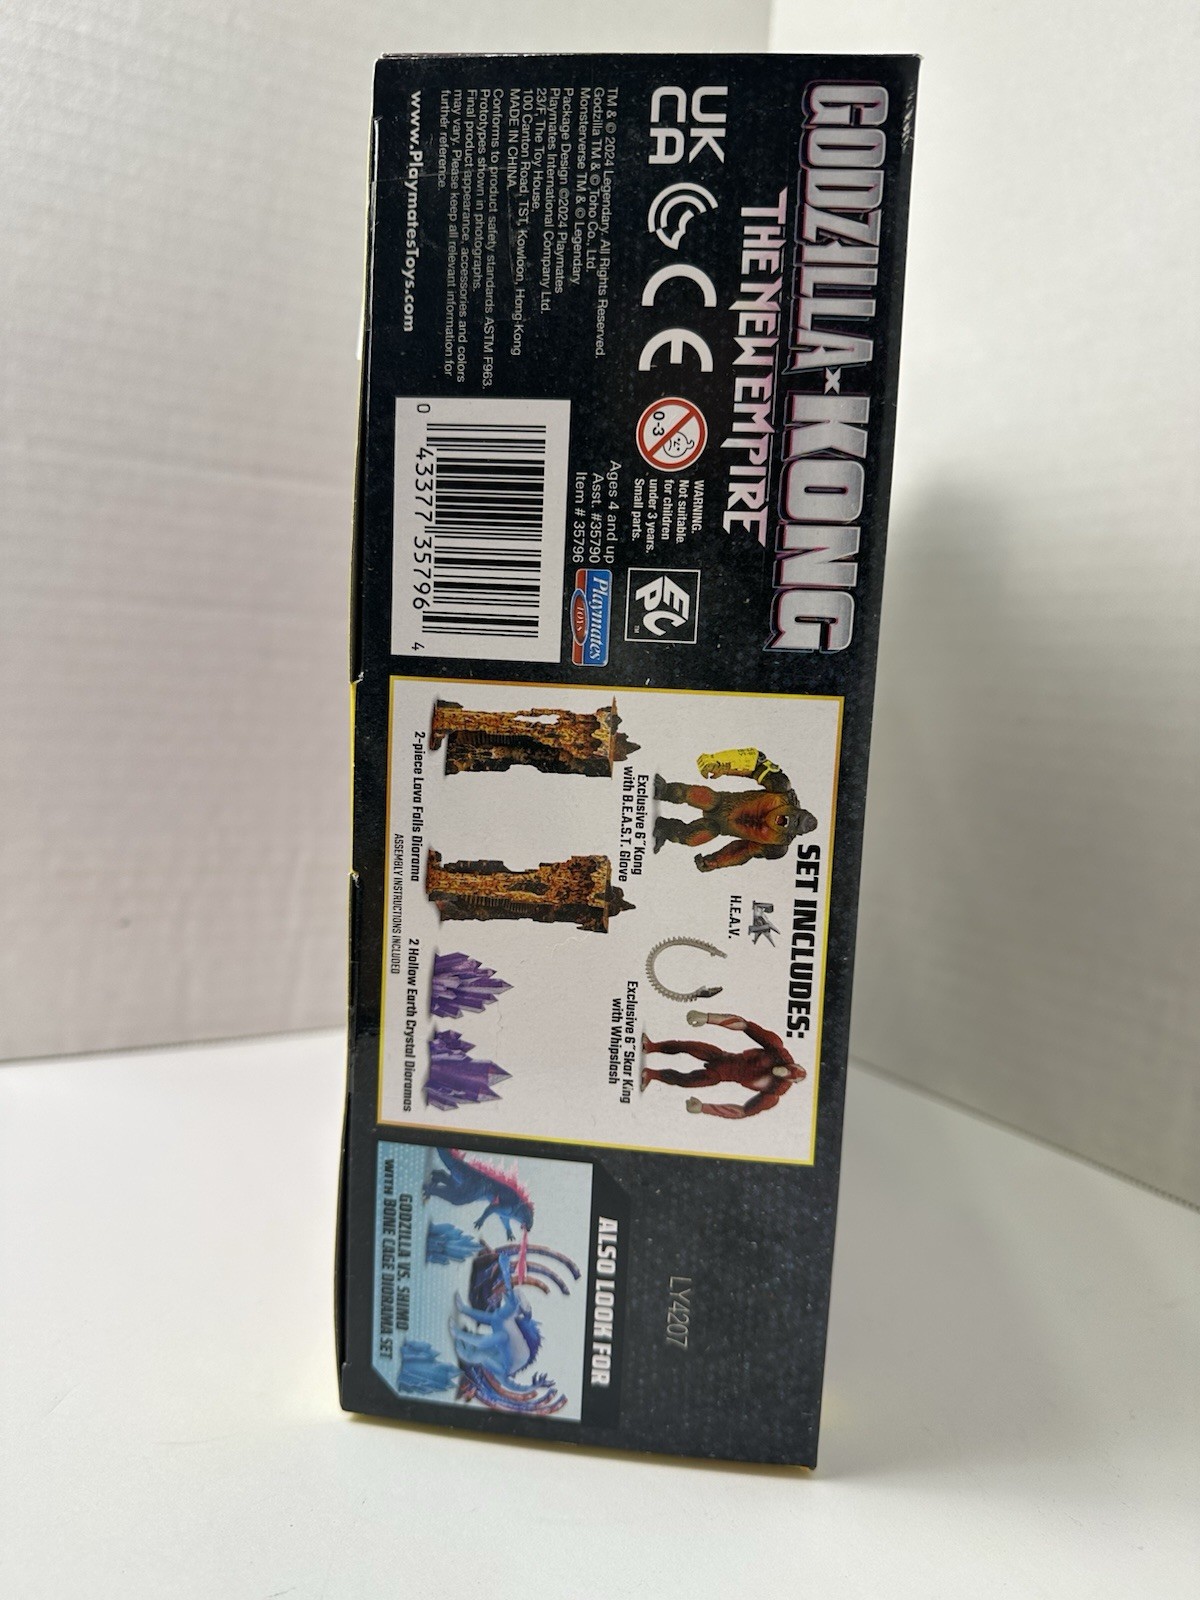 GODZILLA x KONG
THE NEW EMPIRE
UK
CA
CE
0-3
WARNING.
Not suitable
for children
under 3 years.
Small parts.
EPC
TM
TM & © 2024 Legendary. All Rights Reserved.
Godzilla TM & © Toho Co., Ltd.
Monsterverse TM & © Legendary
Package Design ©2024 Playmates
Playmates International Company Ltd.
23/F, The Toy House,
100 Canton Road, TST, Kowloon, Hong-Kong
MADE IN CHINA.
Conforms to product safety standards ASTM F963.
Prototypes shown in photographs.
Final product appearance, accessories and colors
may vary. Please keep all relevant information for
further reference.
www.PlaymatesToys.com
Ages 4 and up
Asst. #35790
Item # 35796
Playmates
TOYS
0 43377 35796 4
SET INCLUDES:
H.E.A.V.
Exclusive 6" Kong
with B.E.A.S.T. Glove
Exclusive 6" Skar King
with Whipslash
2-piece Lava Falls Diorama
ASSEMBLY INSTRUCTIONS INCLUDED
2 Hollow Earth Crystal Dioramas
LY4207
ALSO LOOK FOR
GODZILLA VS. SHIMO
WITH BONE CAGE DIORAMA SET